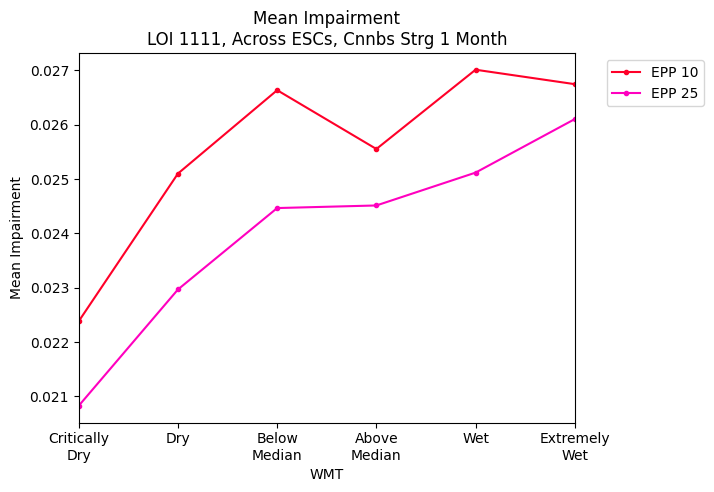 Mean Impairment
LOI 1111, Across ESCs, Cnnbs Strg 1 Month
EPP 10
EPP 25
Mean Impairment
0.027
0.026
0.025
0.024
0.023
0.022
0.021
Critically
Dry
Dry
Below
Median
Above
Median
Wet
Extremely
Wet
WMT